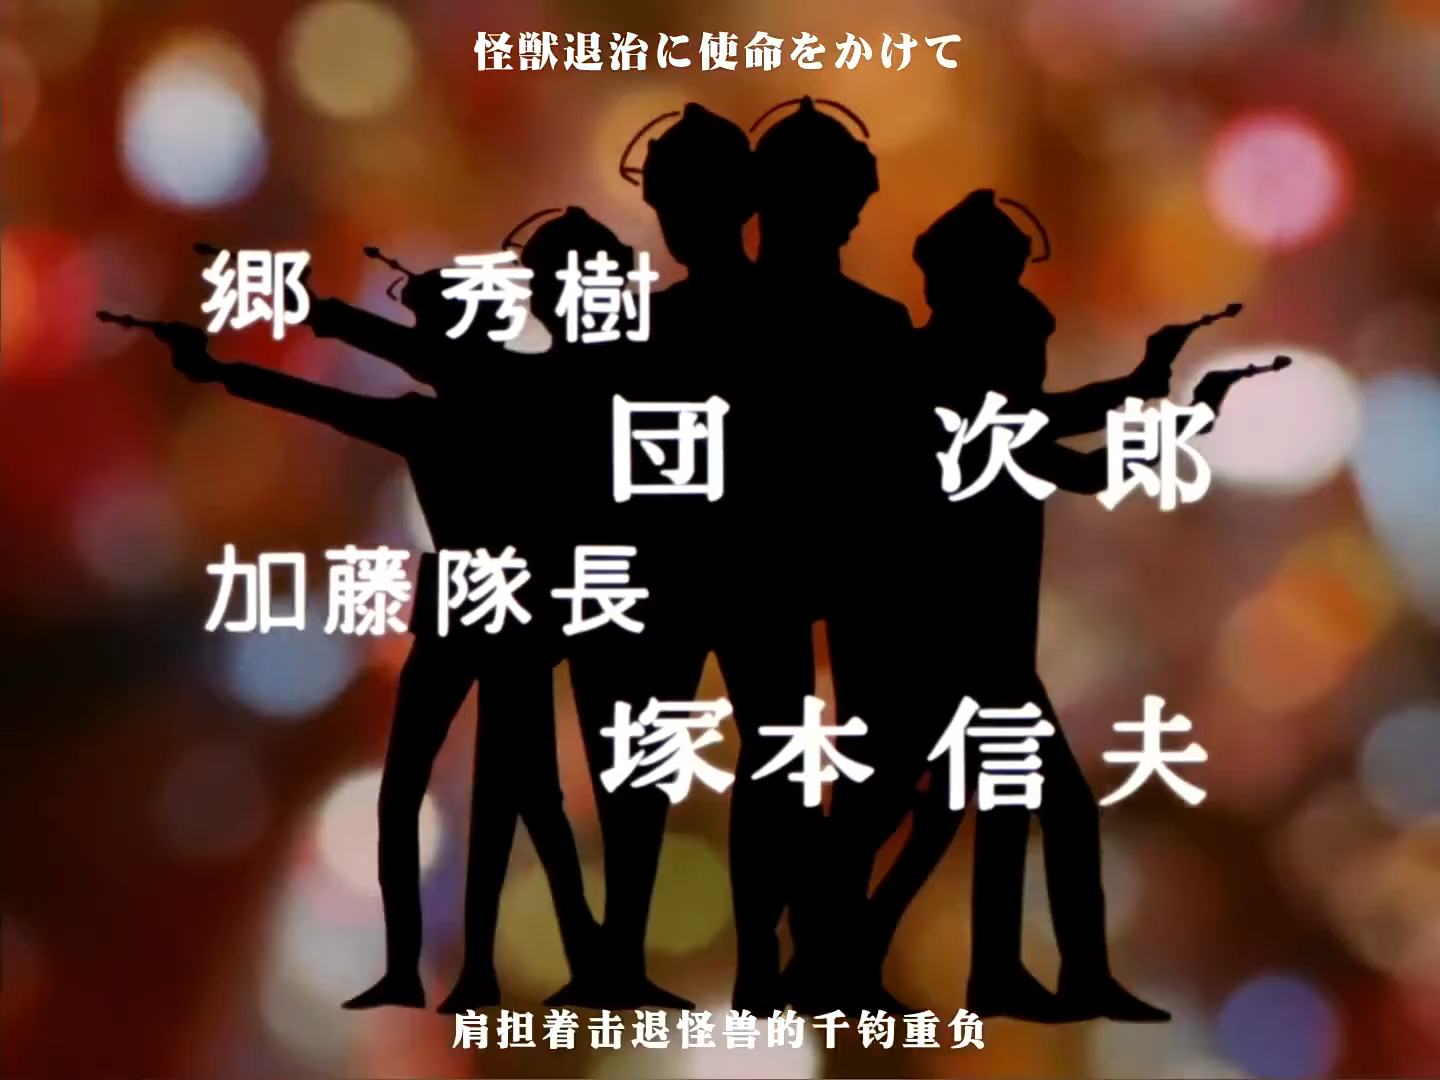 怪獣退治に使命をかけて
郷 秀樹
団 次郎
加藤隊長
塚本 信夫
肩担着击退怪兽的千钧重负